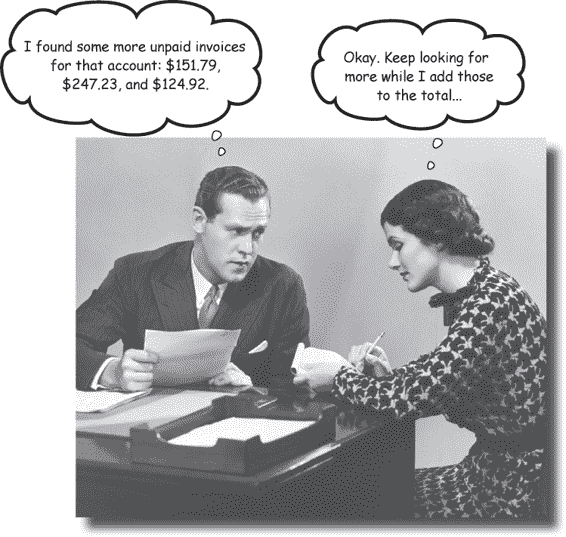 I found some more unpaid invoices
for that account: $151.79,
$247.23, and $124.92.
Okay. Keep looking for
more while I add those
to the total...